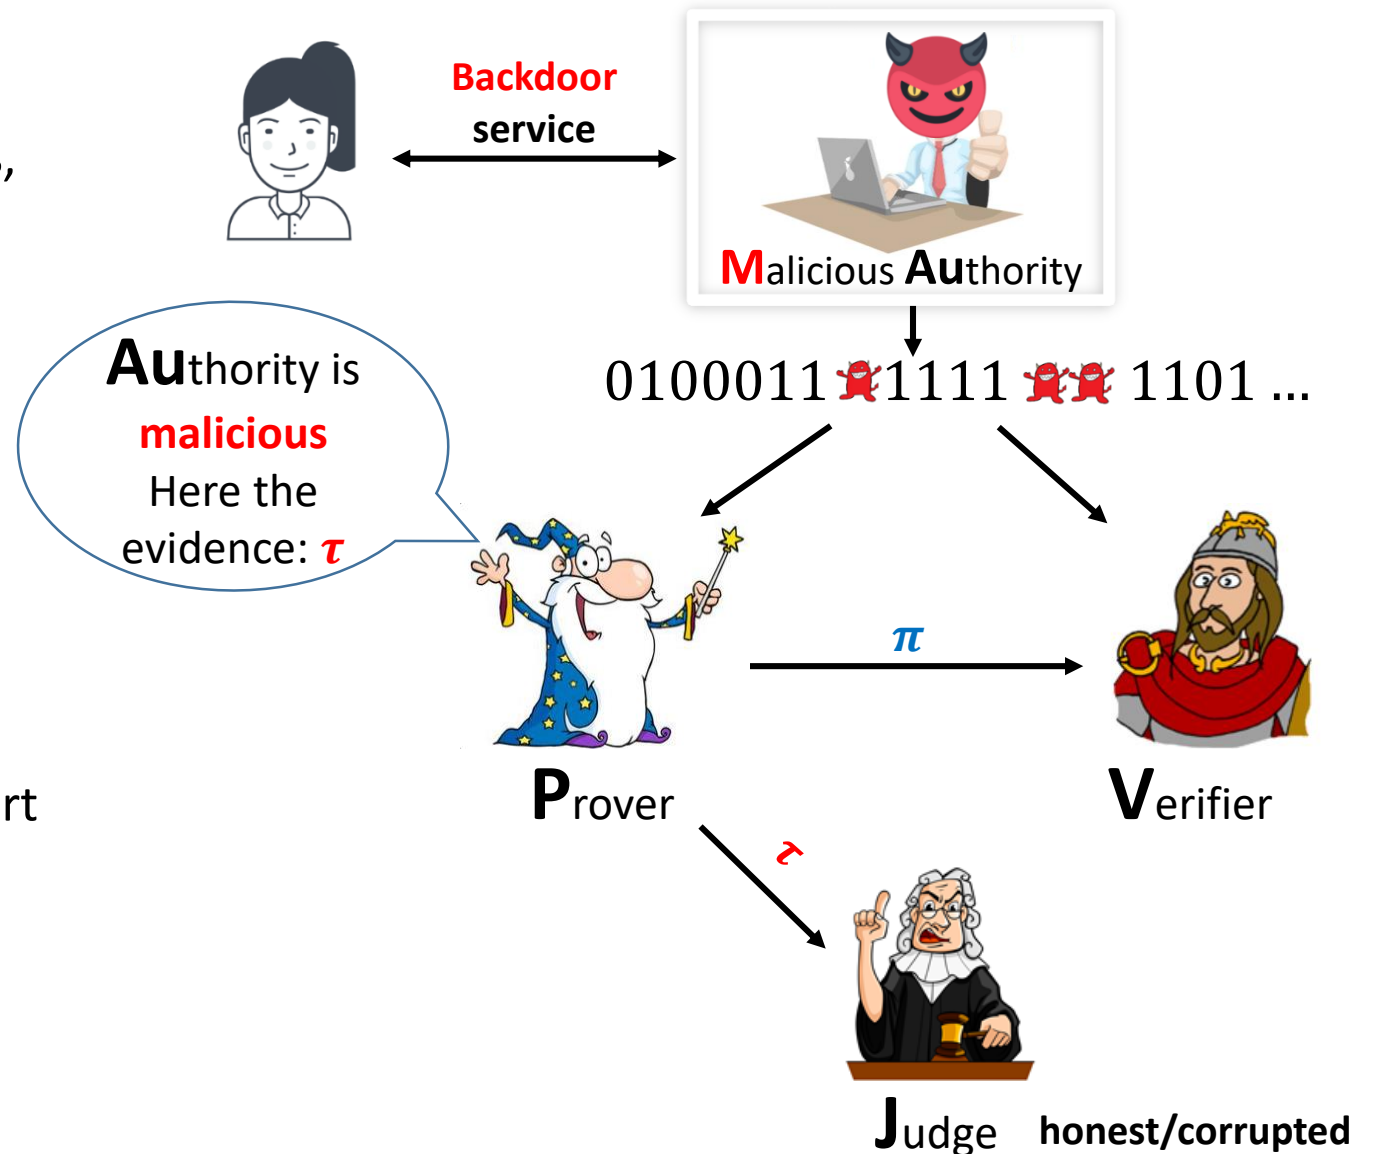 Backdoor
service
,
Malicious Authority
0100011 1111 1101 ...
Authority is
malicious
Here the
evidence: τ
π
Prover
Verifier
rt
τ
Judge honest/corrupted